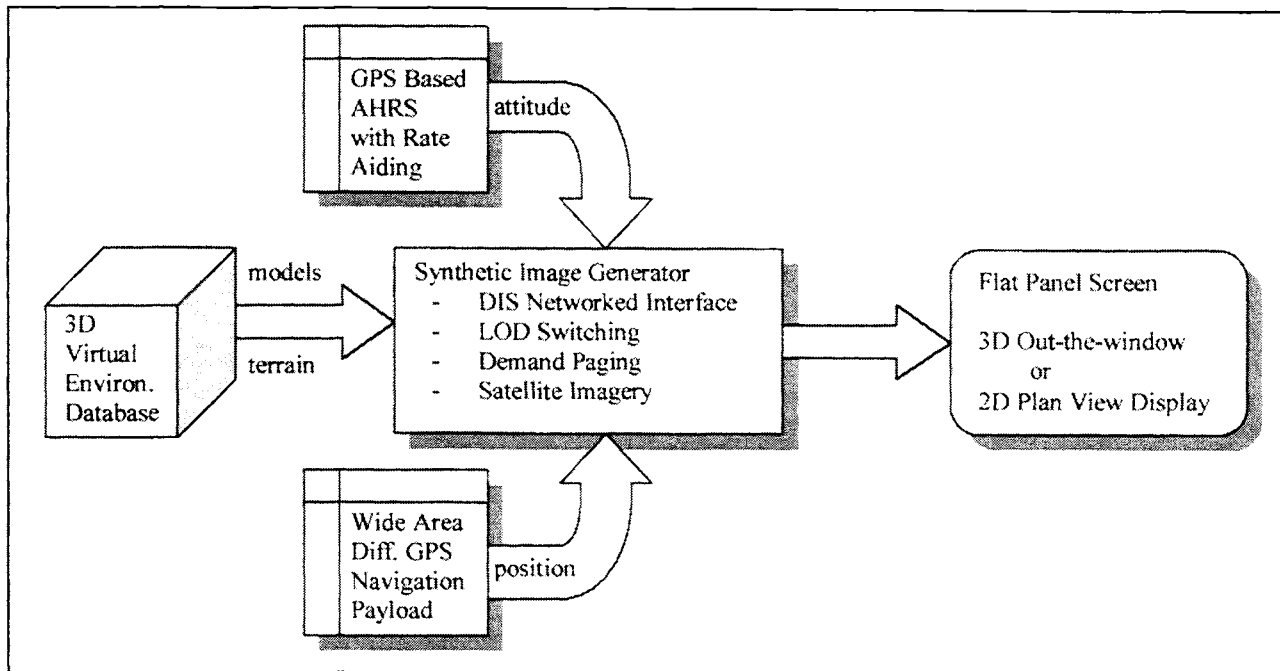 GPS Based
AHRS
with Rate
Aiding
attitude
3D
Virtual
Environ.
Database
models
terrain
Synthetic Image Generator
- DIS Networked Interface
- LOD Switching
- Demand Paging
- Satellite Imagery
Flat Panel Screen
3D Out-the-window
or
2D Plan View Display
Wide Area
Diff. GPS
Navigation
Payload
position